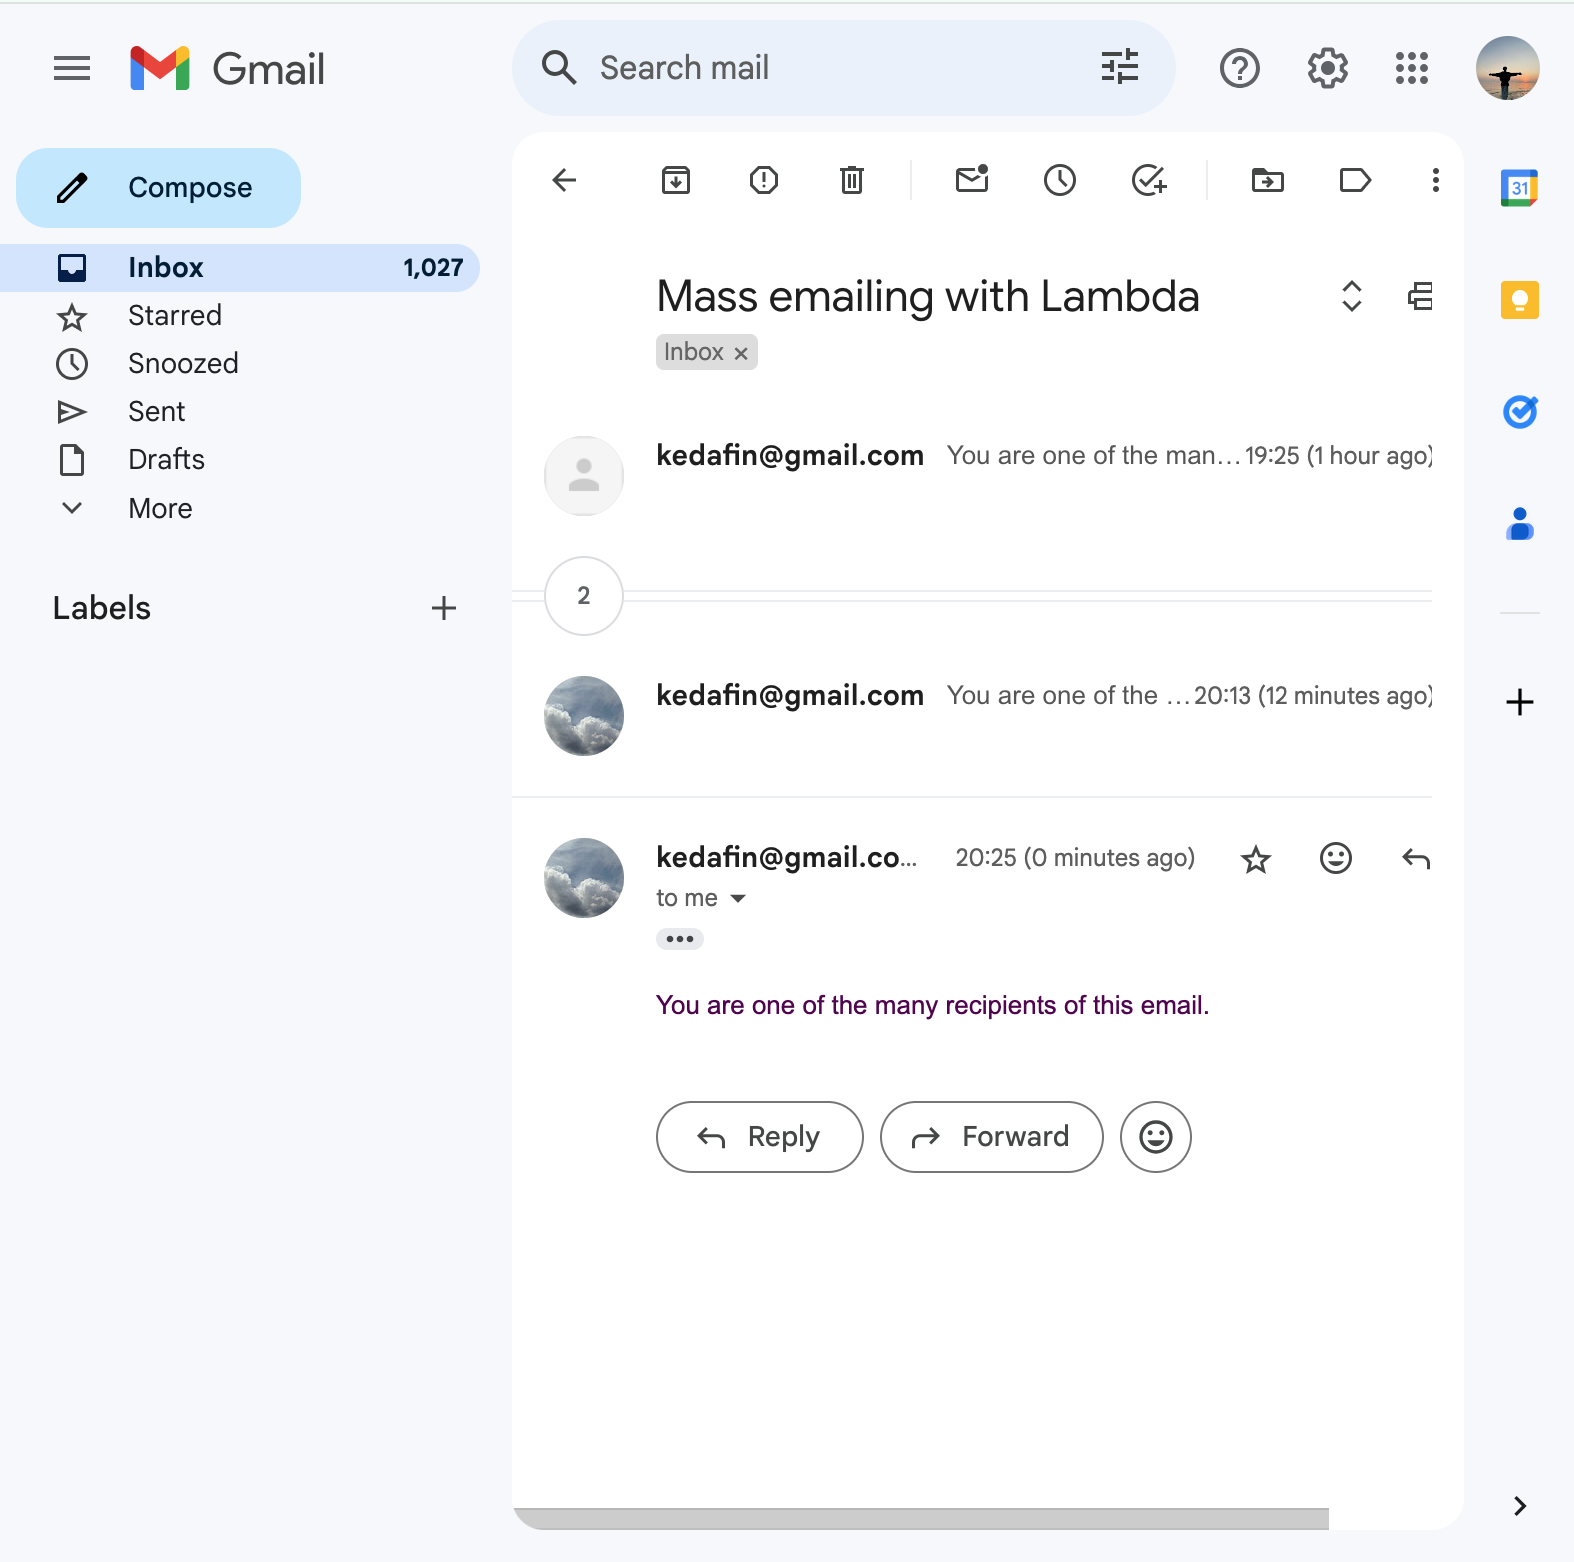 Gmail
Search mail
Compose
Inbox 1,027
Starred
Snoozed
Sent
Drafts
More
Labels
31
Mass emailing with Lambda
Inbox ×
kedafin@gmail.com You are one of the man... 19:25 (1 hour ago)
2
kedafin@gmail.com You are one of the ... 20:13 (12 minutes ago)
kedafin@gmail.co... 20:25 (0 minutes ago)
to me
You are one of the many recipients of this email.
Reply
Forward